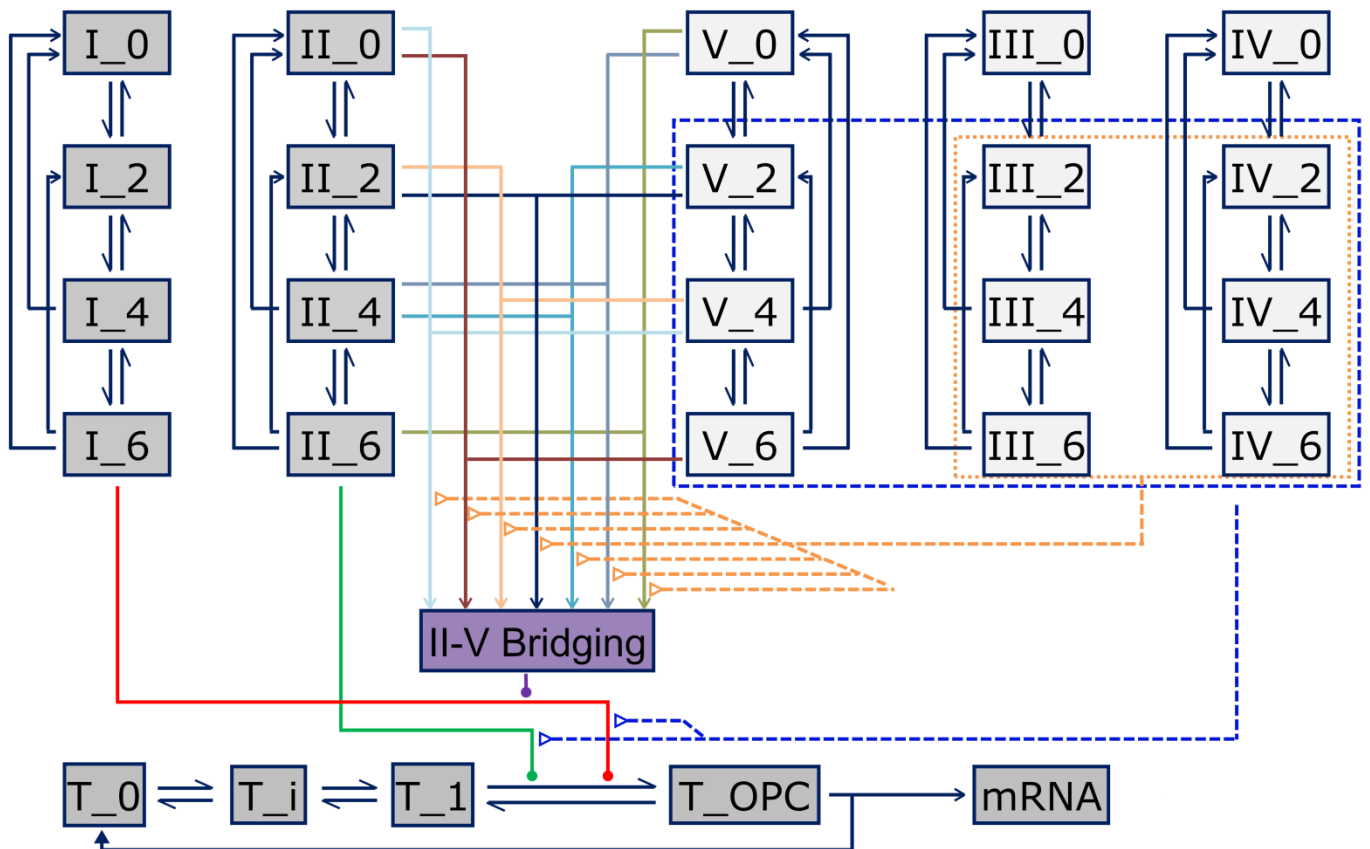 I_0 II_0 V_0 III_0 IV_0
I_2 II_2 V_2 III_2 IV_2
I_4 II_4 V_4 III_4 IV_4
I_6 II_6 V_6 III_6 IV_6
II-V Bridging
T_0 T_i T_1 T_OPC mRNA